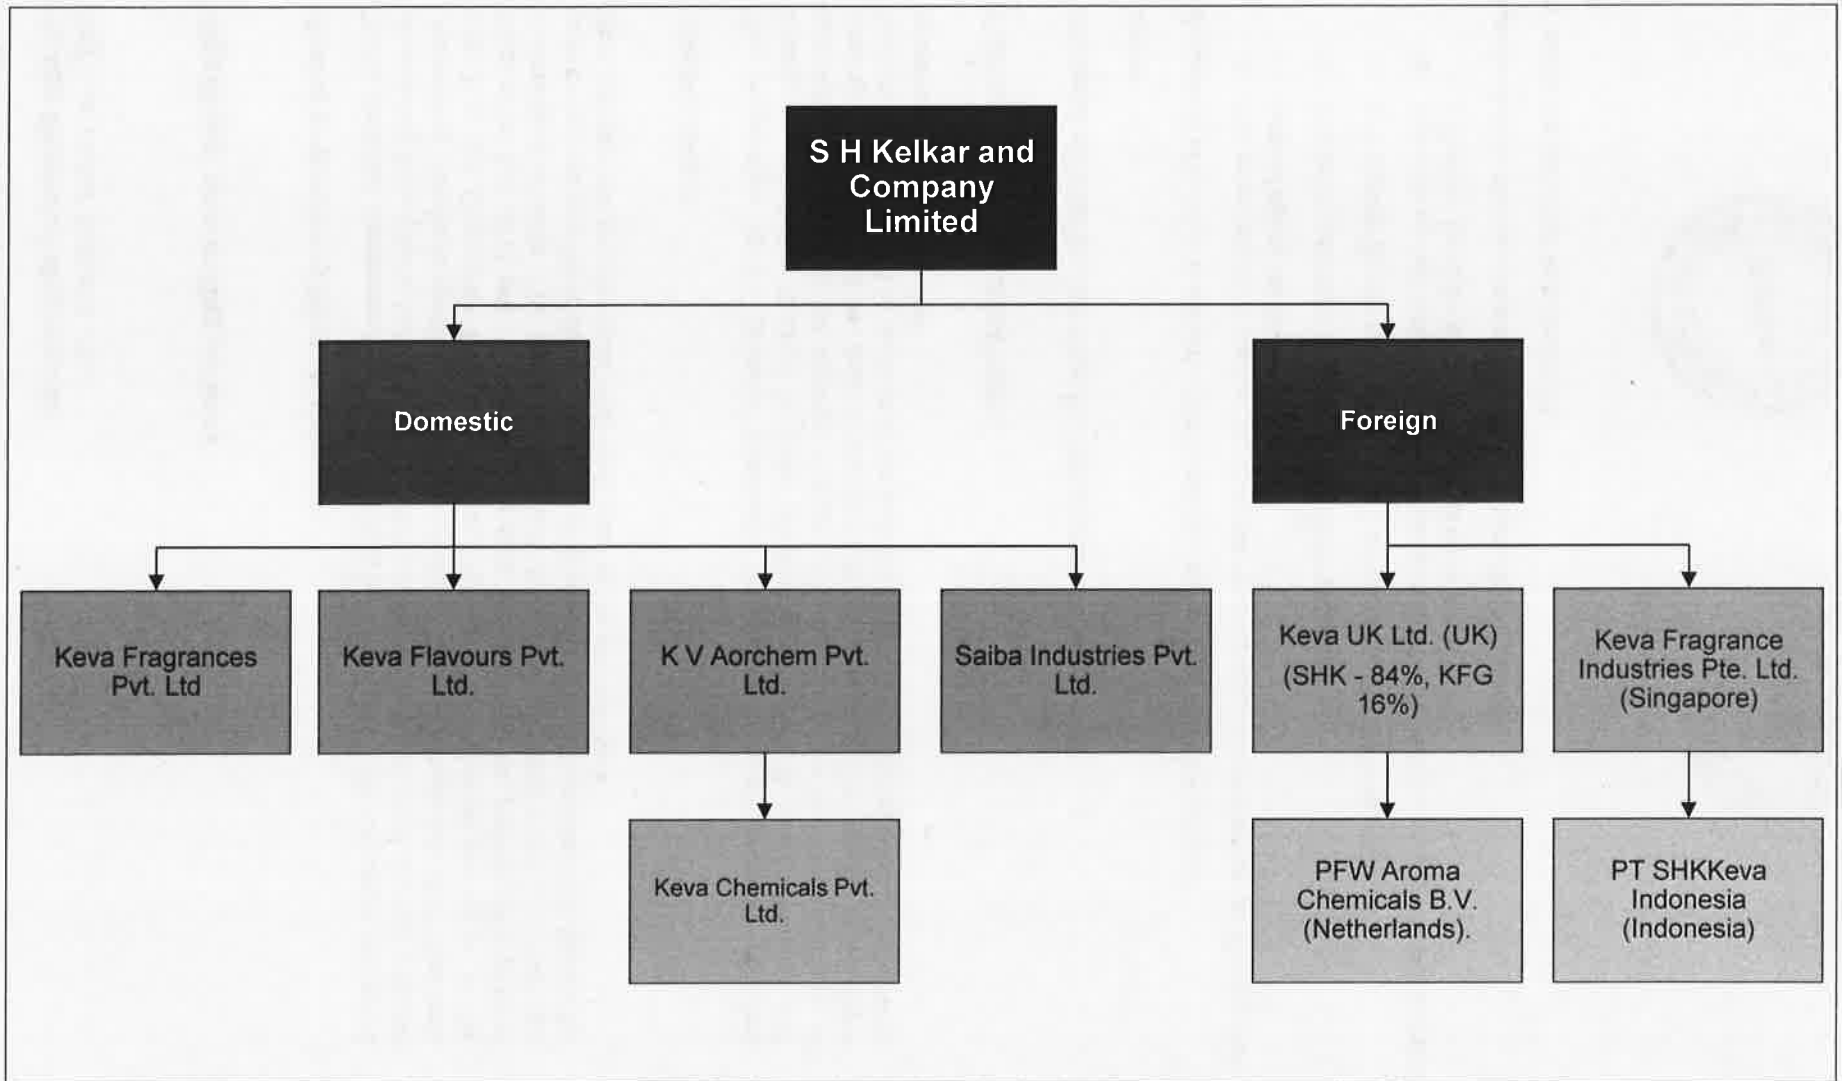 S H Kelkar and
Company
Limited
Domestic
Foreign
Keva Fragrances
Pvt. Ltd
Keva Flavours Pvt.
Ltd.
K V Aorchem Pvt.
Ltd.
Saiba Industries Pvt.
Ltd.
Keva UK Ltd. (UK)
(SHK - 84%, KFG
16%)
Keva Fragrance
Industries Pte. Ltd.
(Singapore)
Keva Chemicals Pvt.
Ltd.
PFW Aroma
Chemicals B.V.
(Netherlands).
PT SHKKeva
Indonesia
(Indonesia)